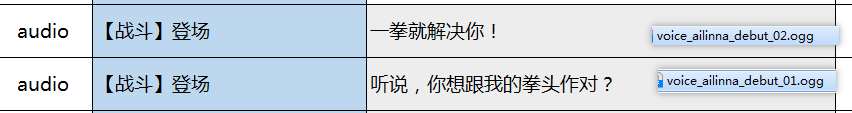 audio 【战斗】登场 一拳就解决你！ voice_ailinna_debut_02.ogg
audio 【战斗】登场 听说，你想跟我的拳头作对？ voice_ailinna_debut_01.ogg